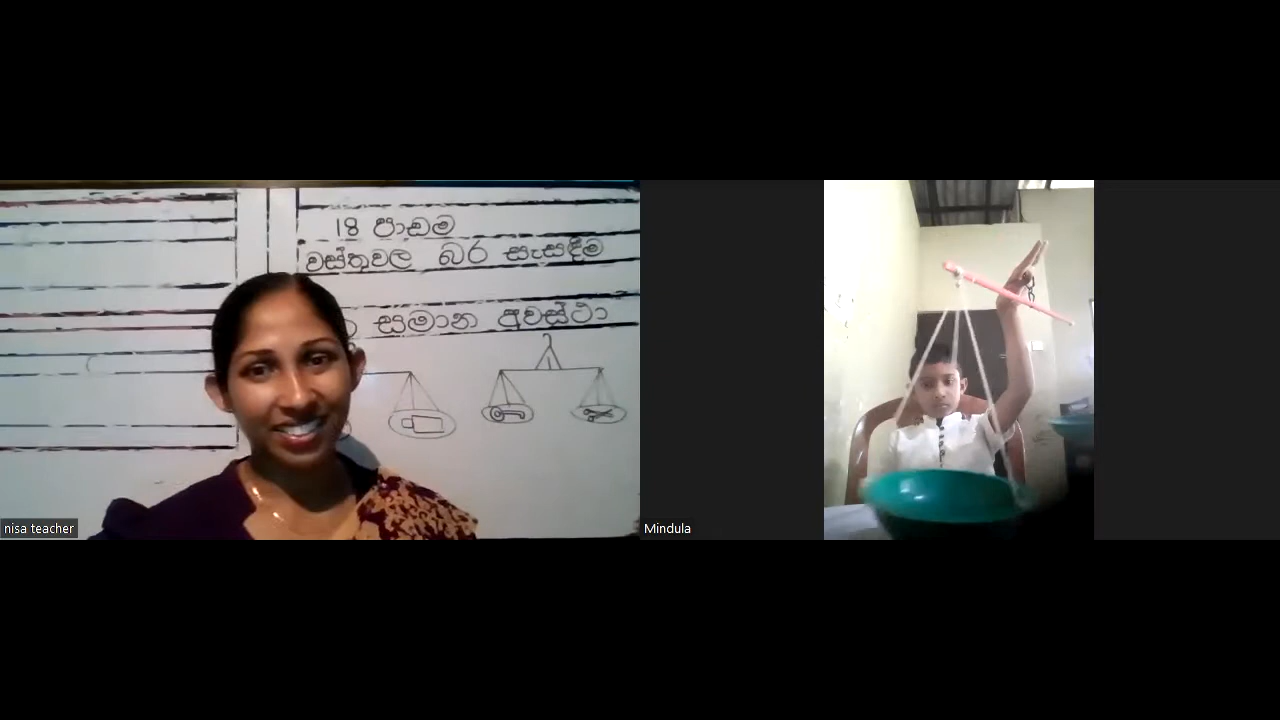 18 පාඩම
වස්තුවල බර සැසඳීම
සමාන අවස්ථා
nisa teacher
Mindula